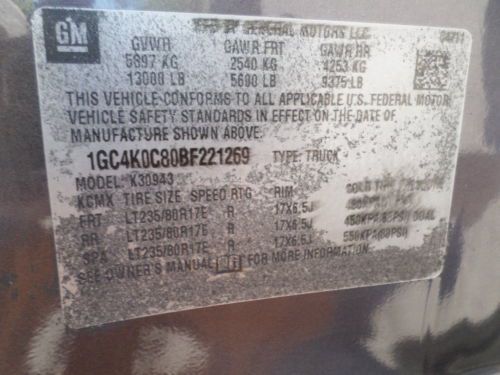 GM
GENERAL MOTORS LLC
GVWR GAWR FRT GAWR RR
5897 KG 2540 KG 4253 KG
13000 LB 5600 LB 9375 LB
THIS VEHICLE CONFORMS TO ALL APPLICABLE U.S. FEDERAL MOTOR
VEHICLE SAFETY STANDARDS IN EFFECT ON THE DATE OF
MANUFACTURE SHOWN ABOVE.
1GC4K0C80BF221269 TYPE: TRUCK
MODEL: K30943
KCMX TIRE SIZE SPEED RTG RIM COLD
FRT LT235/80R17E R 17X6.5J
RR LT235/80R17E R 17X6.5J DUAL
SPA LT235/80R17E R 17X6.5J
SEE OWNER'S MANUAL FOR MORE INFORMATION.